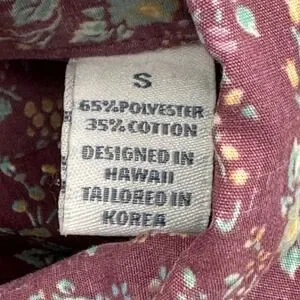 S
65% POLYESTER
35% COTTON
DESIGNED IN
HAWAII
TAILORED IN
KOREA